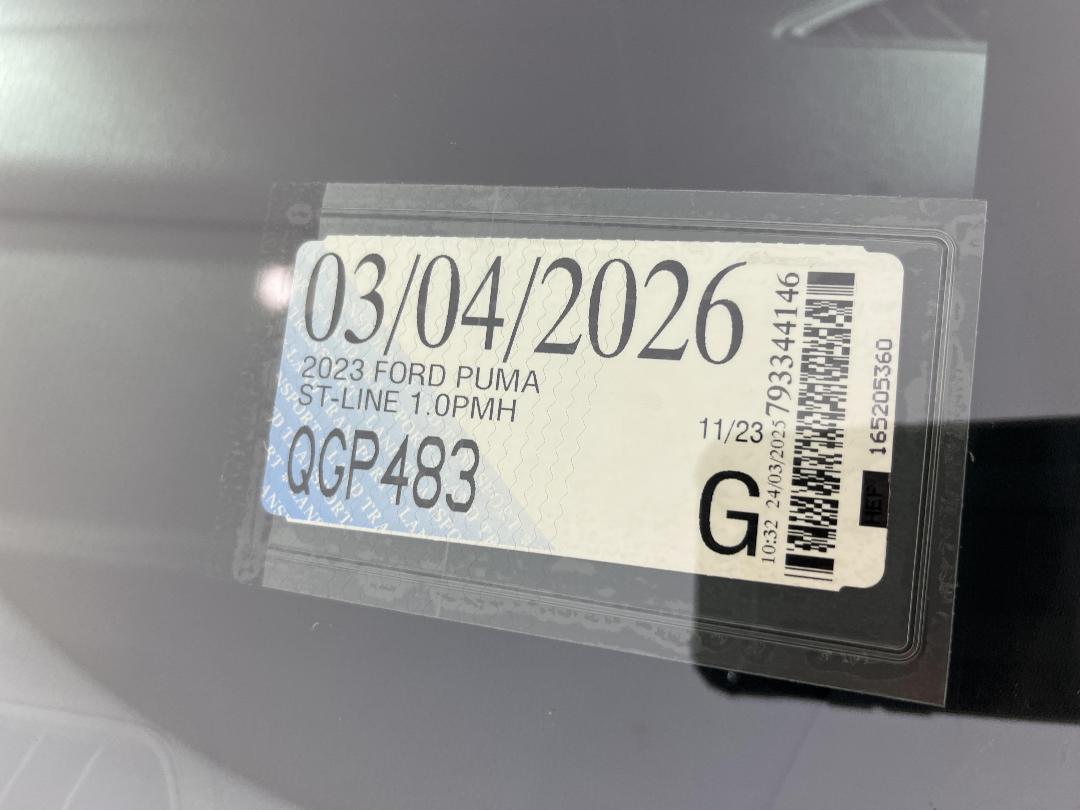 03/04/2026
2023 FORD PUMA
ST-LINE 1.0PMH
QGP483
11/23
G
10:32 24/03/2025
793344146
165205360
HEF